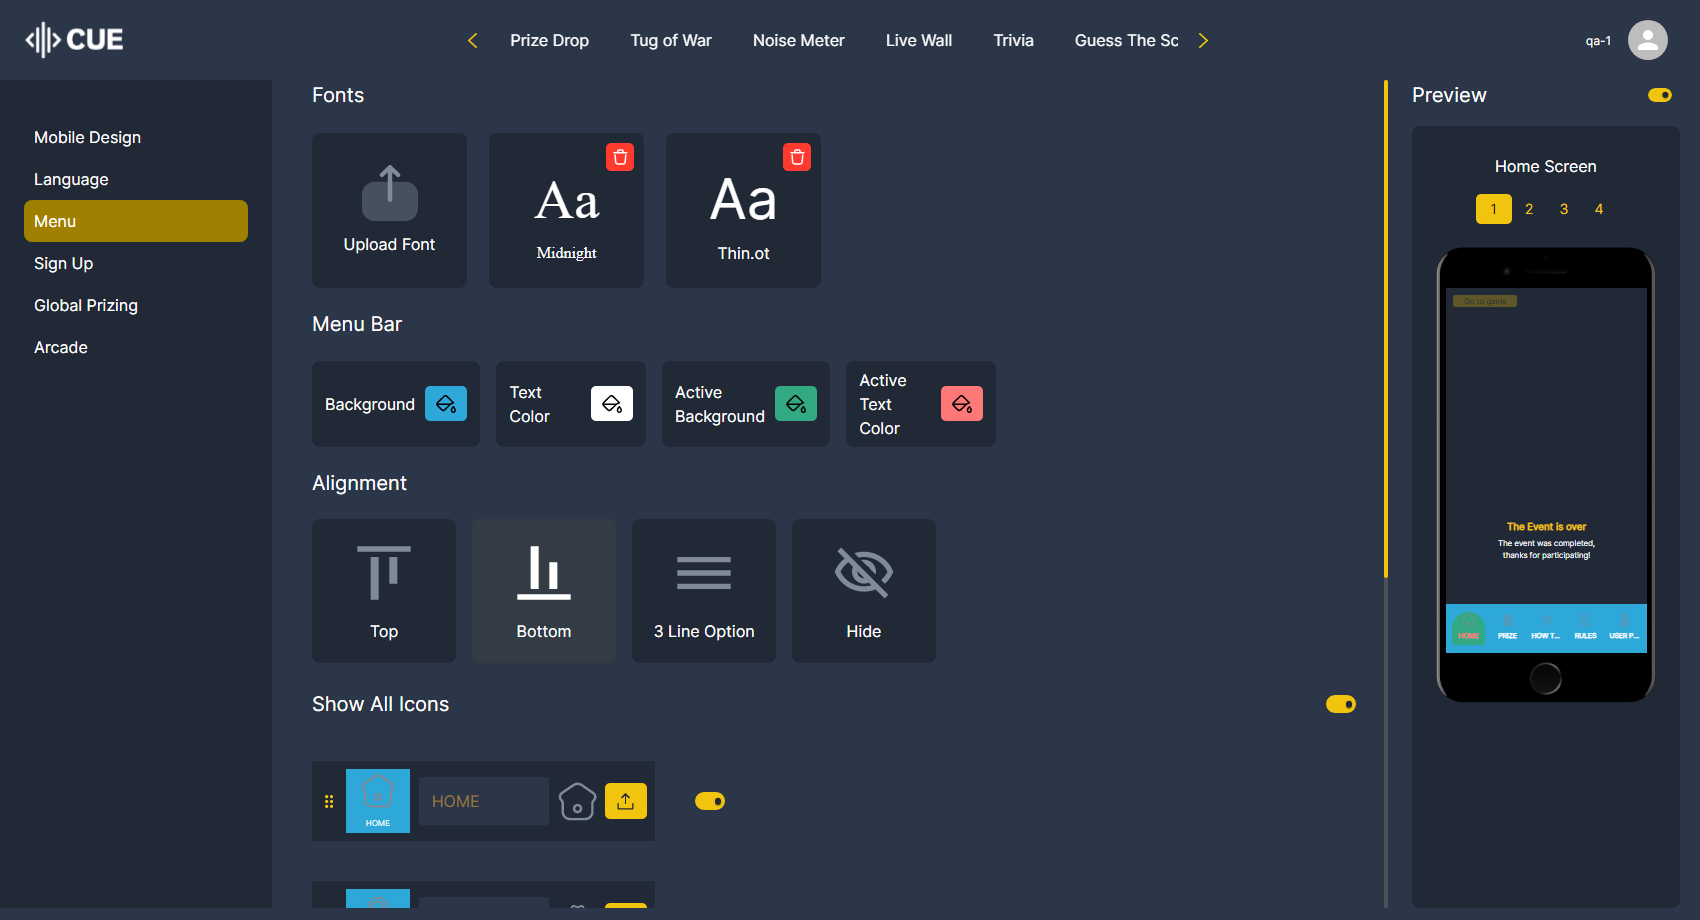 CUE
Prize Drop
Tug of War
Noise Meter
Live Wall
Trivia
Guess The Sc
qa-1
Mobile Design
Language
Menu
Sign Up
Global Prizing
Arcade
Fonts
Upload Font
Aa
Midnight
Aa
Thin.ot
Menu Bar
Background
Text
Color
Active
Background
Active
Text
Color
Alignment
Top
Bottom
3 Line Option
Hide
Show All Icons
HOME
HOME
Preview
Home Screen
1 2 3 4
Go to game
The Event is over
The event was completed,
thanks for participating!
HOME PRIZE HOW T... RULES USER P...